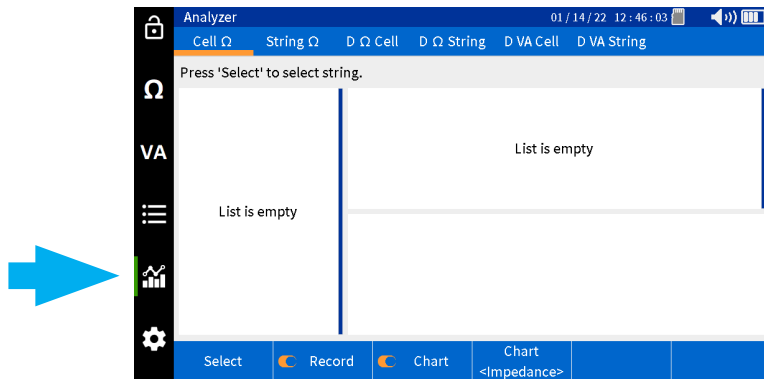 Analyzer 01 / 14 / 22 12 : 46 : 03
Cell Ω String Ω D Ω Cell D Ω String D VA Cell D VA String
Press 'Select' to select string.
Ω
VA
List is empty
List is empty
Select Record Chart Chart
<Impedance>